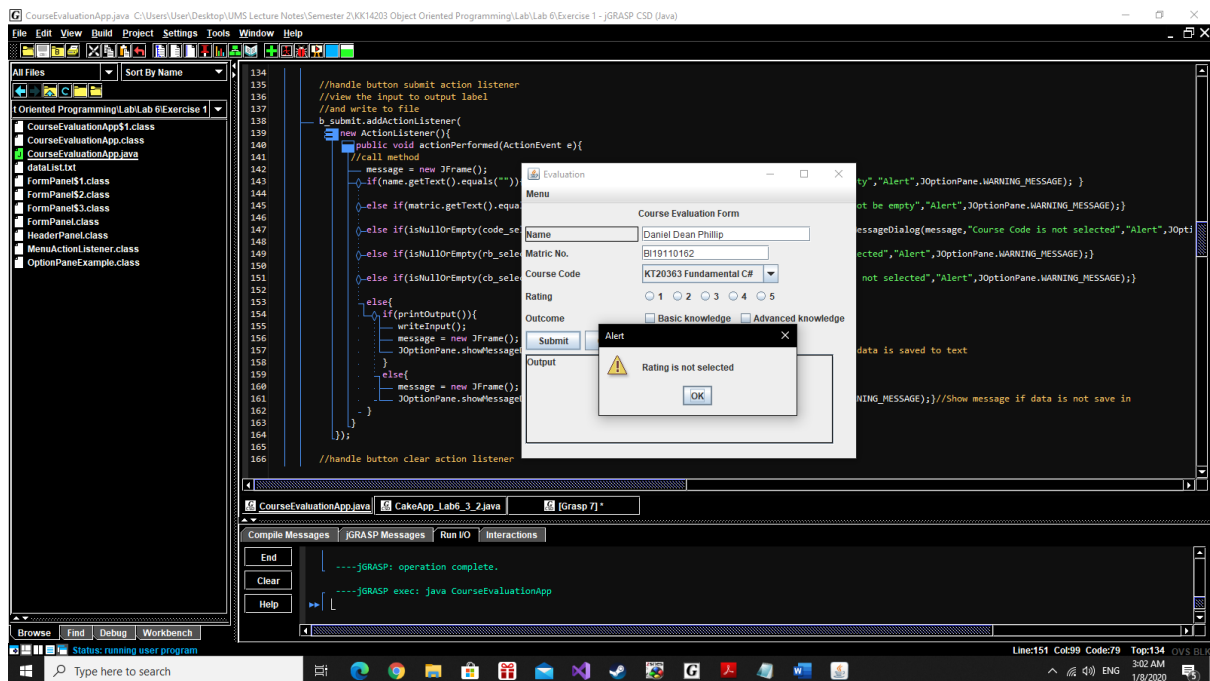 CourseEvaluationApp.java C:\Users\User\Desktop\UMS Lecture Notes\Semester 2\KK14203 Object Oriented Programming\Lab\Lab 6\Exercise 1 - jGRASP CSD (Java)
File Edit View Build Project Settings Tools Window Help
All Files Sort By Name
t Oriented Programming\Lab\Lab 6\Exercise 1
CourseEvaluationApp$1.class
CourseEvaluationApp.class
CourseEvaluationApp.java
dataList.txt
FormPanel$1.class
FormPanel$2.class
FormPanel$3.class
FormPanel.class
HeaderPanel.class
MenuActionListener.class
OptionPaneExample.class
Browse Find Debug Workbench
134
135 //handle button submit action listener
136 //view the input to output label
137 //and write to file
138 b_submit.addActionListener(
139 new ActionListener(){
140 public void actionPerformed(ActionEvent e){
141 //call method
142 message = new JFrame();
143 if(name.getText().equals("")) ty","Alert",JOptionPane.WARNING_MESSAGE); }
144
145 else if(matric.getText().equa ot be empty","Alert",JOptionPane.WARNING_MESSAGE);}
146
147 else if(isNullOrEmpty(code_se essageDialog(message,"Course Code is not selected","Alert",JOpti
148
149 else if(isNullOrEmpty(rb_sele ected","Alert",JOptionPane.WARNING_MESSAGE);}
150
151 else if(isNullOrEmpty(cb_sele not selected","Alert",JOptionPane.WARNING_MESSAGE);}
152
153 else{
154 if(printOutput()){
155 writeInput();
156 message = new JFrame();
157 JOptionPane.showMessage data is saved to text
158 }
159 else{
160 message = new JFrame();
161 JOptionPane.showMessage NING_MESSAGE);}//Show message if data is not save in
162 }
163 }
164 });
165
166 //handle button clear action listener
Evaluation
Menu
Course Evaluation Form
Name Daniel Dean Phillip
Matric No. BI19110162
Course Code KT20363 Fundamental C#
Rating 1 2 3 4 5
Outcome Basic knowledge Advanced knowledge
Submit
Output
Alert
Rating is not selected
OK
CourseEvaluationApp.java CakeApp_Lab6_3_2.java [Grasp 7] *
Compile Messages jGRASP Messages Run I/O Interactions
End
Clear
Help
----jGRASP: operation complete.
----jGRASP exec: java CourseEvaluationApp
Status: running user program
Line:151 Col:99 Code:79 Top:134 OVS BLK
Type here to search
ENG
3:02 AM
1/8/2020